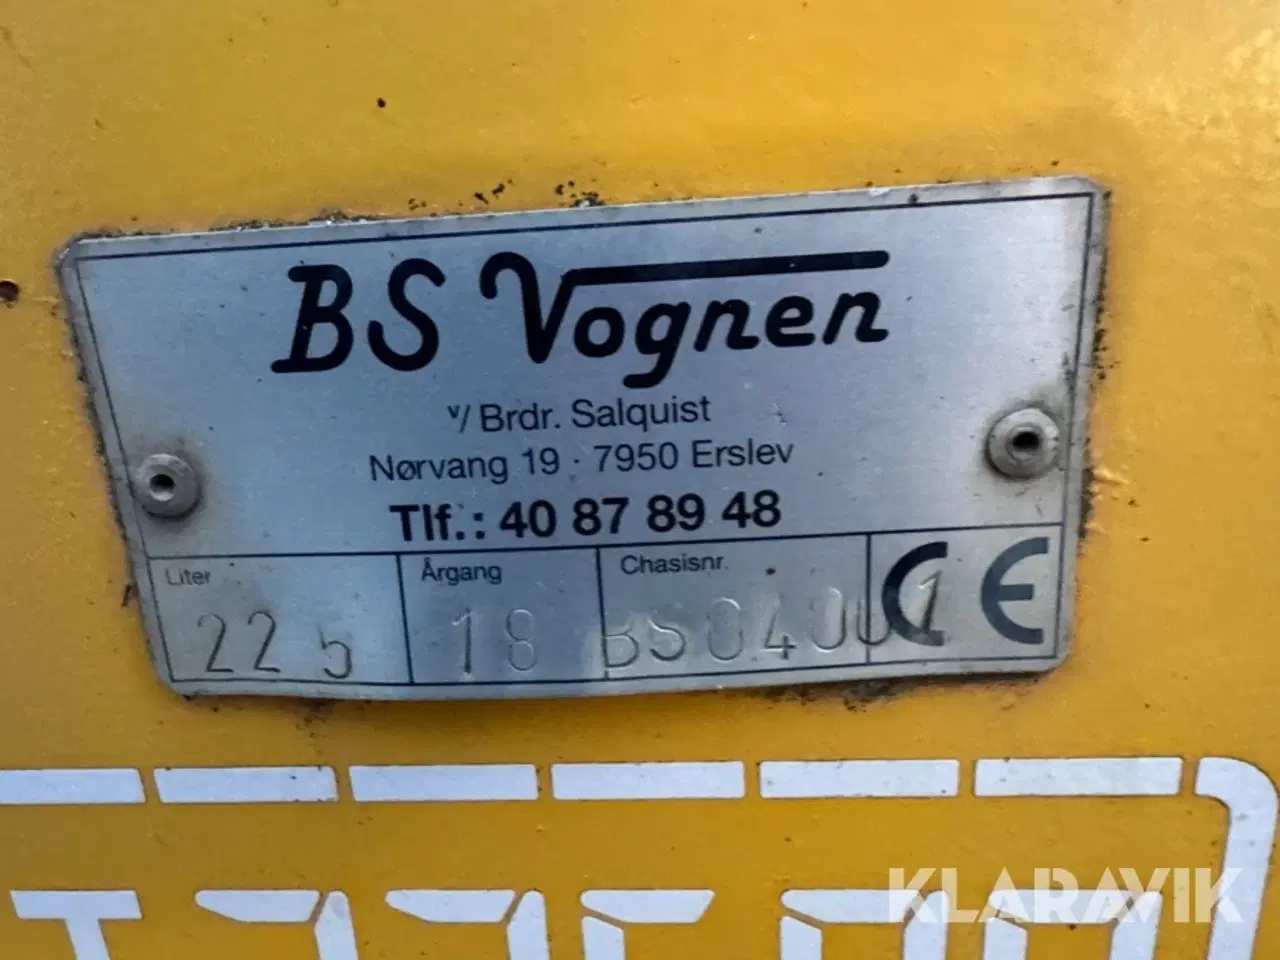 BS Vognen
v/ Brdr. Salquist
Nørvang 19 · 7950 Erslev
Tlf.: 40 87 89 48
Liter Årgang Chasisnr.
22 5 18 BS04001 CE
KLARAVIK